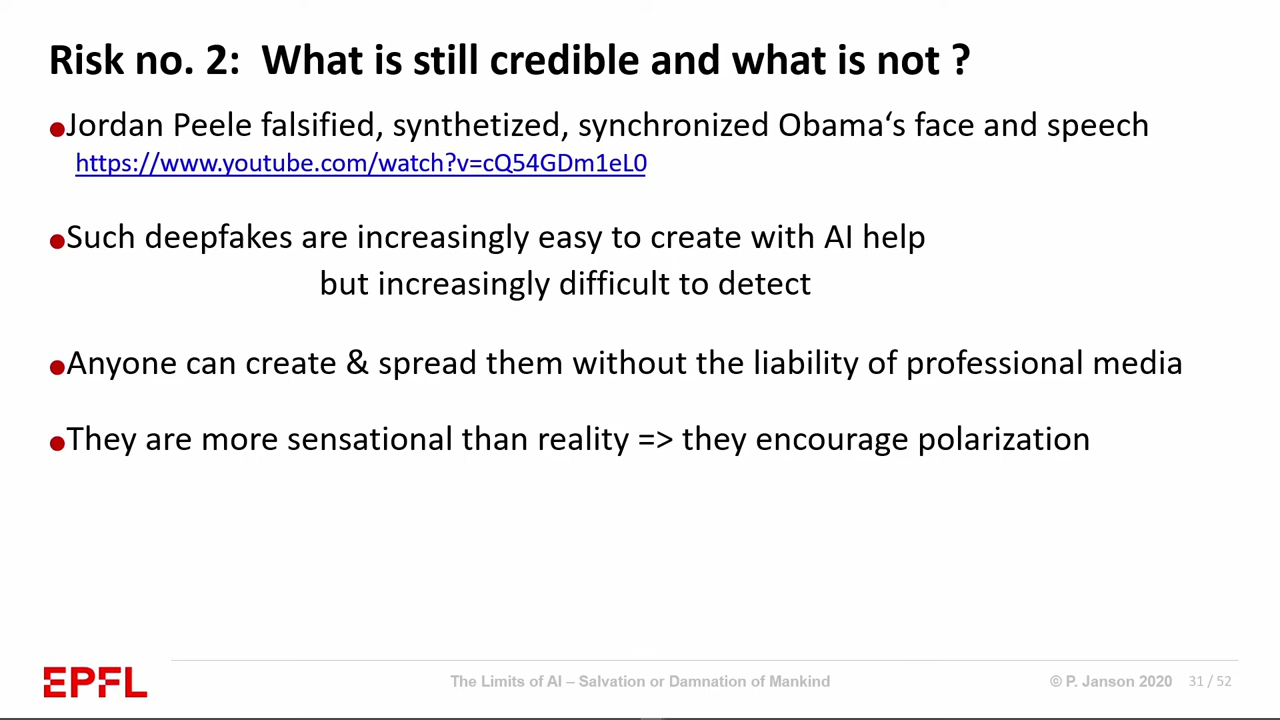 Risk no. 2:  What is still credible and what is not ?
●Jordan Peele falsified, synthetized, synchronized Obama‘s face and speech
https://www.youtube.com/watch?v=cQ54GDm1eL0
●Such deepfakes are increasingly easy to create with AI help
but increasingly difficult to detect
●Anyone can create & spread them without the liability of professional media
●They are more sensational than reality => they encourage polarization
EPFL
The Limits of AI – Salvation or Damnation of Mankind
© P. Janson 2020
31 / 52